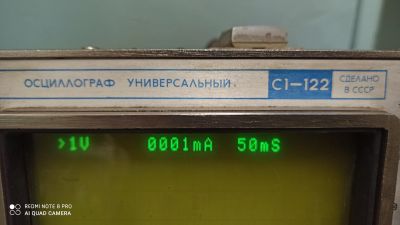 ОСЦИЛЛОГРАФ УНИВЕРСАЛЬНЫЙ С1-122 СДЕЛАНО
В СССР
>1V 0001mA 50mS
REDMI NOTE 8 PRO
AI QUAD CAMERA